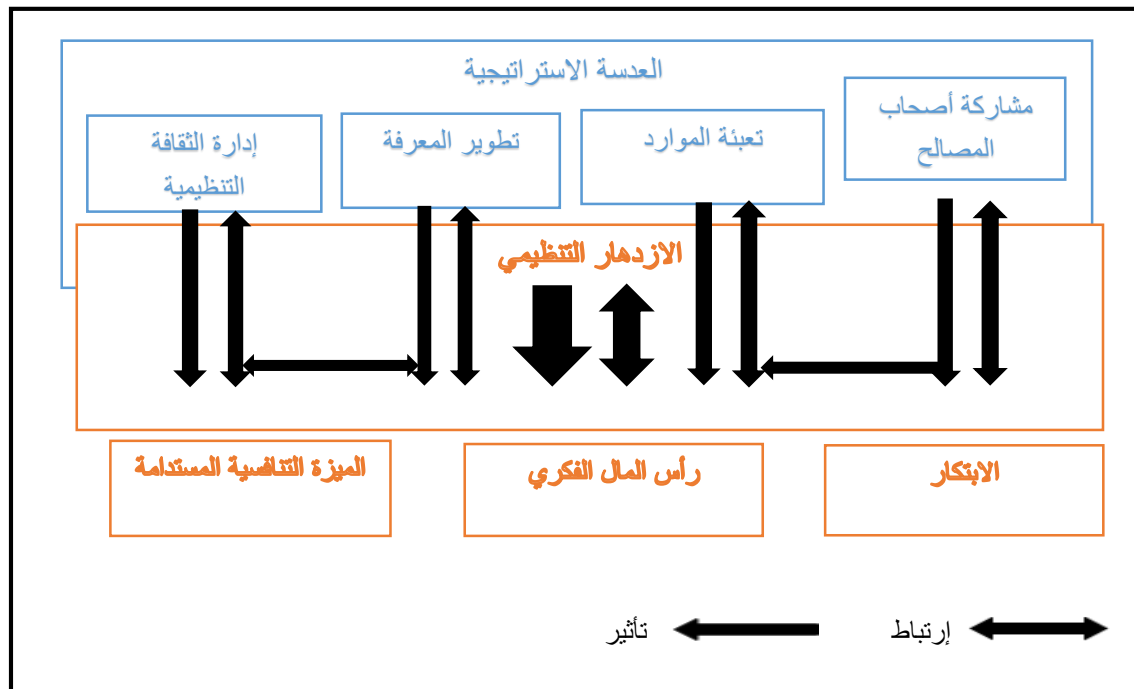 العدسة الاستراتيجية
مشاركة أصحاب
المصالح
تعبئة الموارد
تطوير المعرفة
إدارة الثقافة
التنظيمية
الازدهار التنظيمي
الابتكار
رأس المال الفكري
الميزة التنافسية المستدامة
إرتباط
تأثير